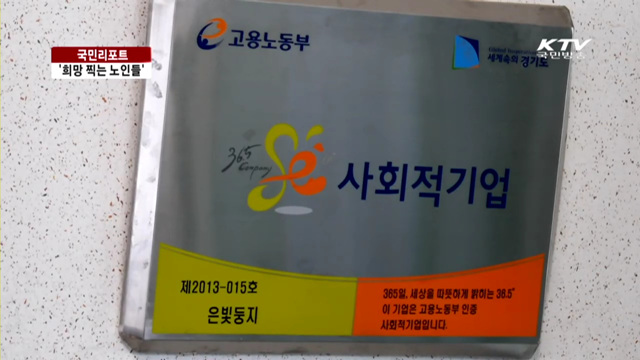 국민리포트
'희망 찍는 노인들'
KTV
국민방송
고용노동부
세계속의 경기도
365
Company
사회적기업
제2013-015호
은빛둥지
365일, 세상을 따뜻하게 밝히는 38.5°
이 기업은 고용노동부 인증
사회적기업입니다.